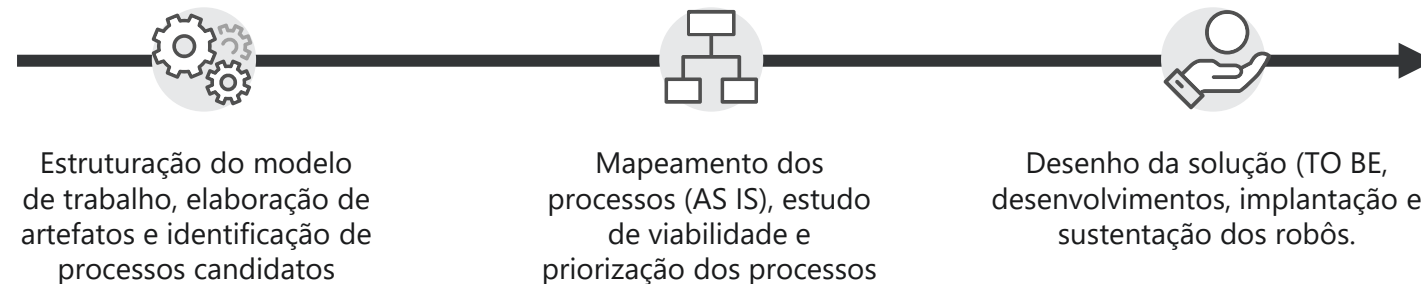 Estruturação do modelo
de trabalho, elaboração de
artefatos e identificação de
processos candidatos
Mapeamento dos
processos (AS IS), estudo
de viabilidade e
priorização dos processos
Desenho da solução (TO BE,
desenvolvimentos, implantação e
sustentação dos robôs.